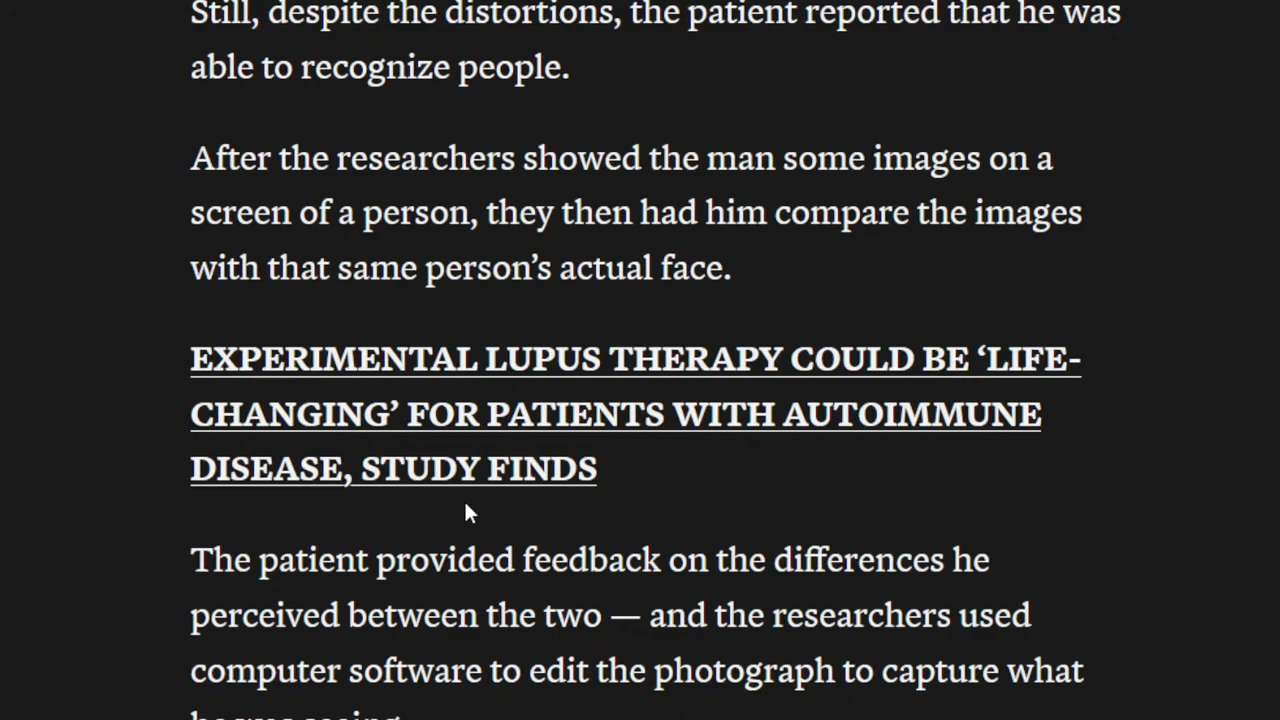 Still, despite the distortions, the patient reported that he was
able to recognize people.
After the researchers showed the man some images on a
screen of a person, they then had him compare the images
with that same person’s actual face.
EXPERIMENTAL LUPUS THERAPY COULD BE ‘LIFE-
CHANGING’ FOR PATIENTS WITH AUTOIMMUNE
DISEASE, STUDY FINDS
The patient provided feedback on the differences he
perceived between the two — and the researchers used
computer software to edit the photograph to capture what
he was seeing.